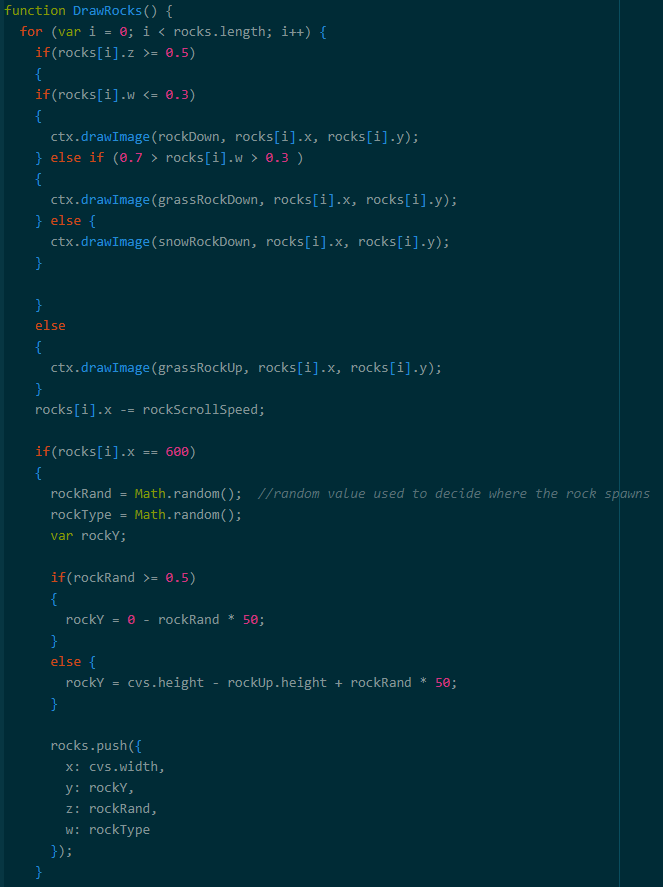 function DrawRocks() {
  for (var i = 0; i < rocks.length; i++) {
    if(rocks[i].z >= 0.5)
    {
    if(rocks[i].w <= 0.3)
    {
      ctx.drawImage(rockDown, rocks[i].x, rocks[i].y);
    } else if (0.7 > rocks[i].w > 0.3 )
    {
      ctx.drawImage(grassRockDown, rocks[i].x, rocks[i].y);
    } else {
      ctx.drawImage(snowRockDown, rocks[i].x, rocks[i].y);
    }

    }
    else
    {
      ctx.drawImage(grassRockUp, rocks[i].x, rocks[i].y);
    }
    rocks[i].x -= rockScrollSpeed;

    if(rocks[i].x == 600)
    {
      rockRand = Math.random();  //random value used to decide where the rock spawns
      rockType = Math.random();
      var rockY;

      if(rockRand >= 0.5)
      {
        rockY = 0 - rockRand * 50;
      }
      else {
        rockY = cvs.height - rockUp.height + rockRand * 50;
      }

      rocks.push({
        x: cvs.width,
        y: rockY,
        z: rockRand,
        w: rockType
      });
    }